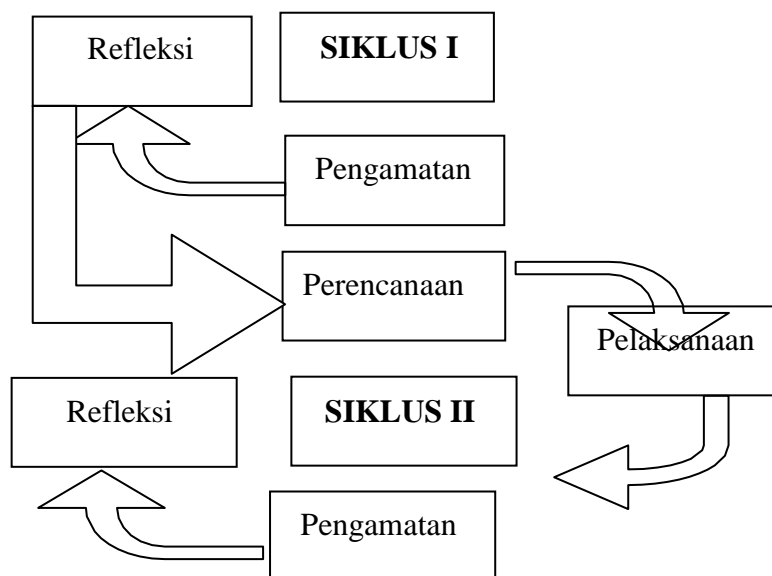 Refleksi
SIKLUS I
Pengamatan
Perencanaan
Pelaksanaan
Refleksi
SIKLUS II
Pengamatan